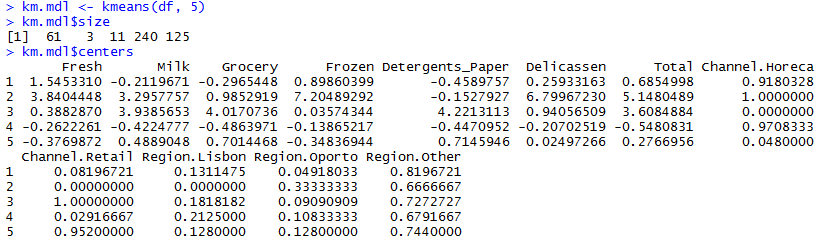 > km.mdl <- kmeans(df, 5)
> km.mdl$size
[1]  61   3  11 240 125
> km.mdl$centers
       Fresh       Milk    Grocery      Frozen Detergents_Paper  Delicassen      Total Channel.Horeca
1  1.5453310 -0.2119671 -0.2965448  0.89860399       -0.4589757  0.25933163  0.6854998      0.9180328
2  3.8404448  3.2957757  0.9852919  7.20489292       -0.1527927  6.79967230  5.1480489      1.0000000
3  0.3882870  3.9385653  4.0170736  0.03574344        4.2213113  0.94056509  3.6084884      0.0000000
4 -0.2622261 -0.4224777 -0.4863971 -0.13865217       -0.4470952 -0.20702519 -0.5480831      0.9708333
5 -0.3769872  0.4889048  0.7014468 -0.34836944        0.7145946  0.02497266  0.2766956      0.0480000
  Channel.Retail Region.Lisbon Region.Oporto Region.Other
1     0.08196721     0.1311475    0.04918033    0.8196721
2     0.00000000     0.0000000    0.33333333    0.6666667
3     1.00000000     0.1818182    0.09090909    0.7272727
4     0.02916667     0.2125000    0.10833333    0.6791667
5     0.95200000     0.1280000    0.12800000    0.7440000